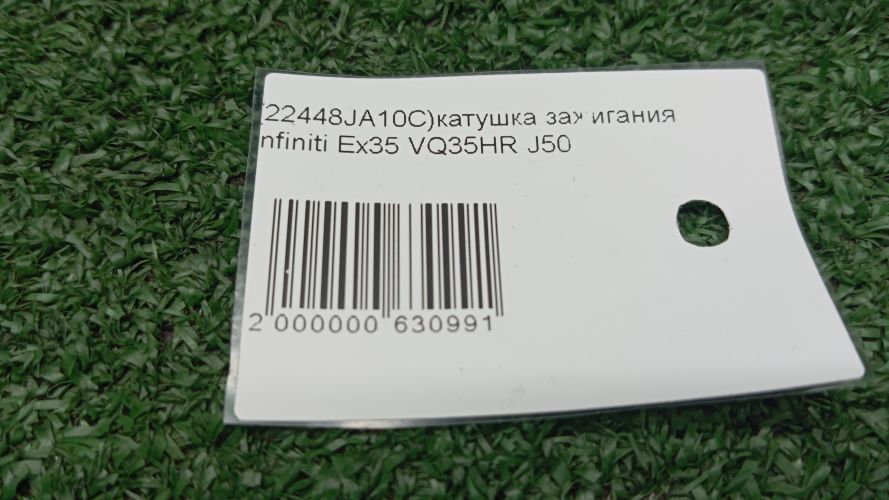 (22448JA10C)катушка зажигания
nfiniti Ex35 VQ35HR J50
2 000000 630991